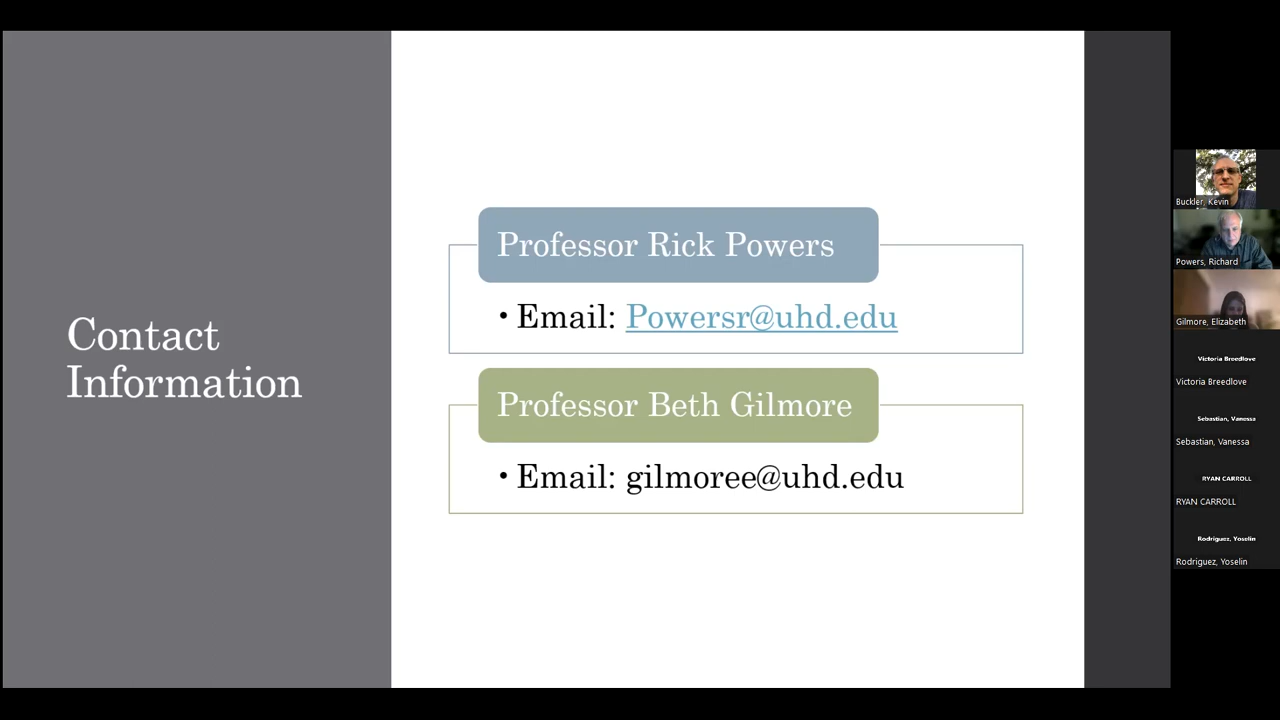 Contact
Information
Professor Rick Powers
• Email: Powersr@uhd.edu
Professor Beth Gilmore
• Email: gilmoree@uhd.edu
Buckler, Kevin
Powers, Richard
Gilmore, Elizabeth
Victoria Breedlove
Victoria Breedlove
Sebastian, Vanessa
Sebastian, Vanessa
RYAN CARROLL
RYAN CARROLL
Rodriguez, Yoselin
Rodriguez, Yoselin